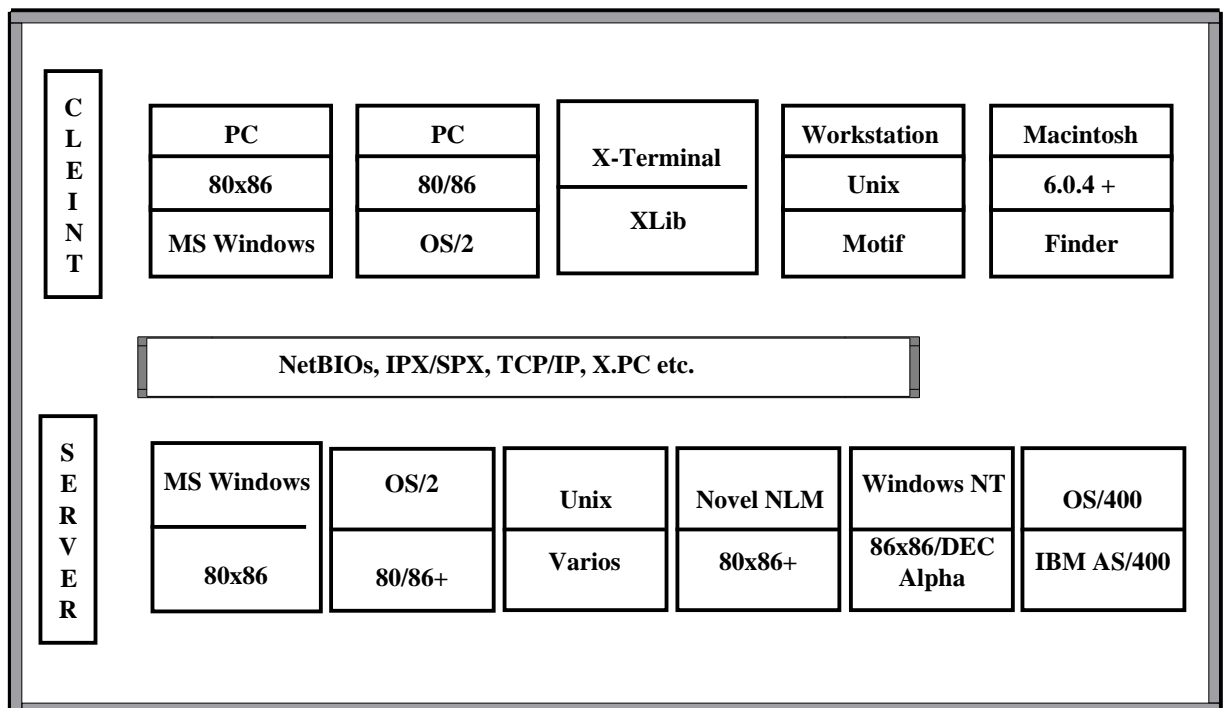 CLEINT
PC
80x86
MS Windows
PC
80/86
OS/2
X-Terminal
XLib
Workstation
Unix
Motif
Macintosh
6.0.4 +
Finder
NetBIOs, IPX/SPX, TCP/IP, X.PC etc.
SERVER
MS Windows
80x86
OS/2
80/86+
Unix
Varios
Novel NLM
80x86+
Windows NT
86x86/DEC
Alpha
OS/400
IBM AS/400